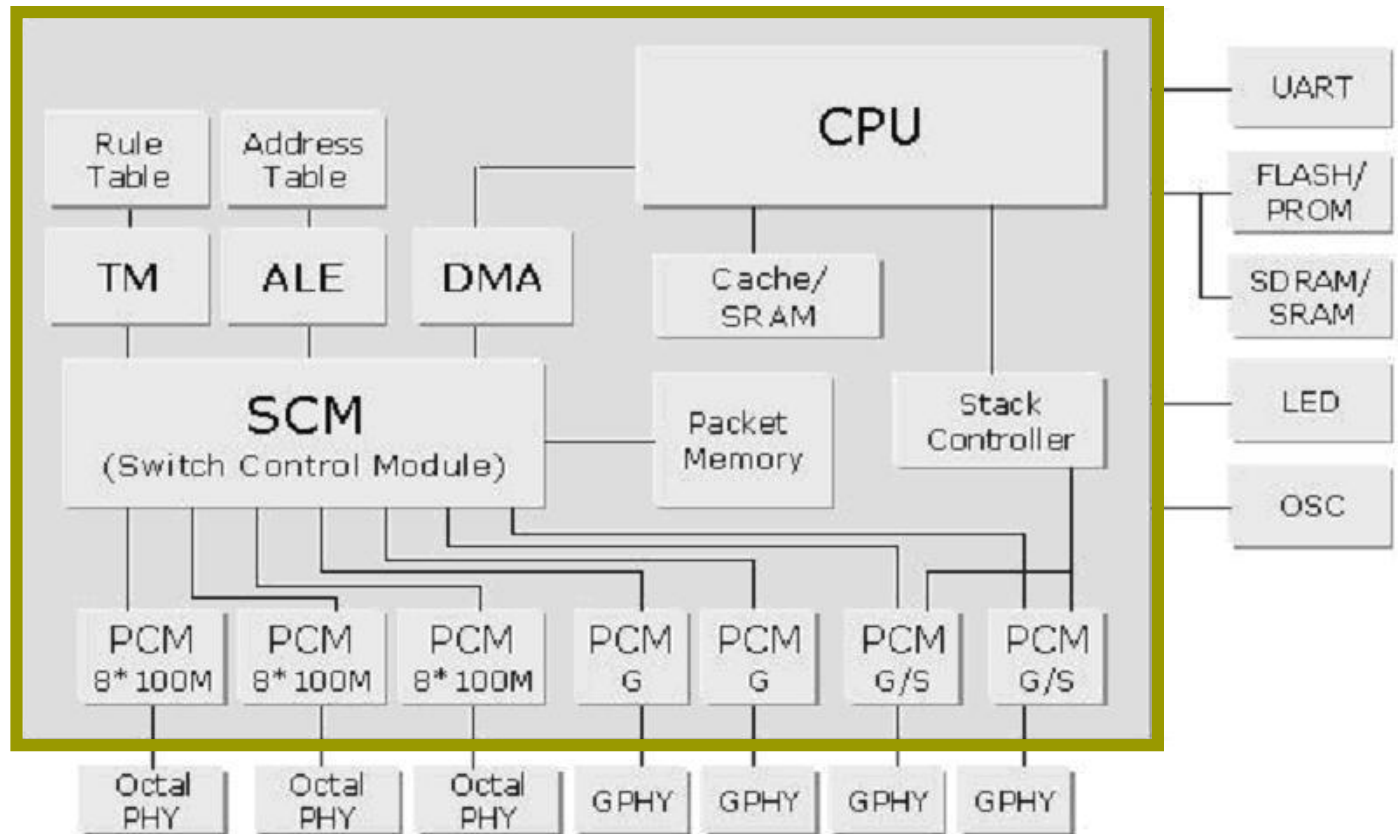 CPU
UART
Rule
Table
Address
Table
FLASH/
PROM
TM
ALE
DMA
Cache/
SRAM
SDRAM/
SRAM
SCM
(Switch Control Module)
Packet
Memory
Stack
Controller
LED
OSC
PCM
8*100M
PCM
8*100M
PCM
8*100M
PCM
G
PCM
G
PCM
G/S
PCM
G/S
Octal
PHY
Octal
PHY
Octal
PHY
GPHY
GPHY
GPHY
GPHY